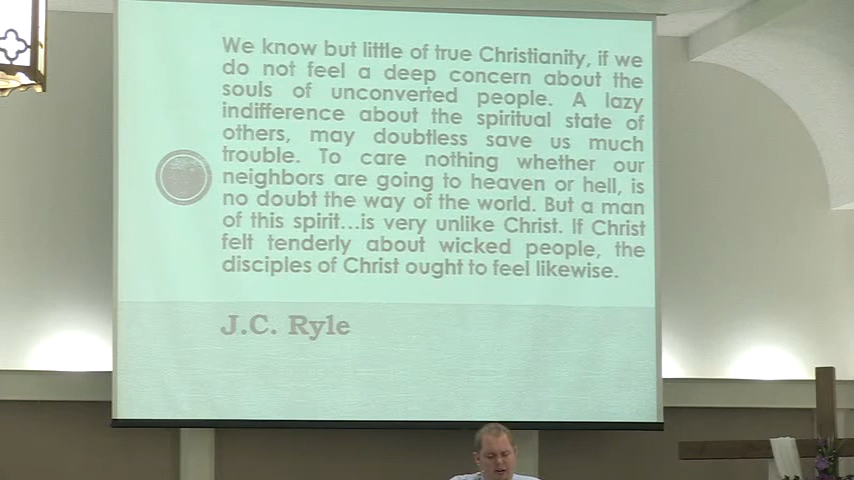 We know but little of true Christianity, if we
do not feel a deep concern about the
souls of unconverted people. A lazy
indifference about the spiritual state of
others, may doubtless save us much
trouble. To care nothing whether our
neighbors are going to heaven or hell, is
no doubt the way of the world. But a man
of this spirit...is very unlike Christ. If Christ
felt tenderly about wicked people, the
disciples of Christ ought to feel likewise.
J.C. Ryle